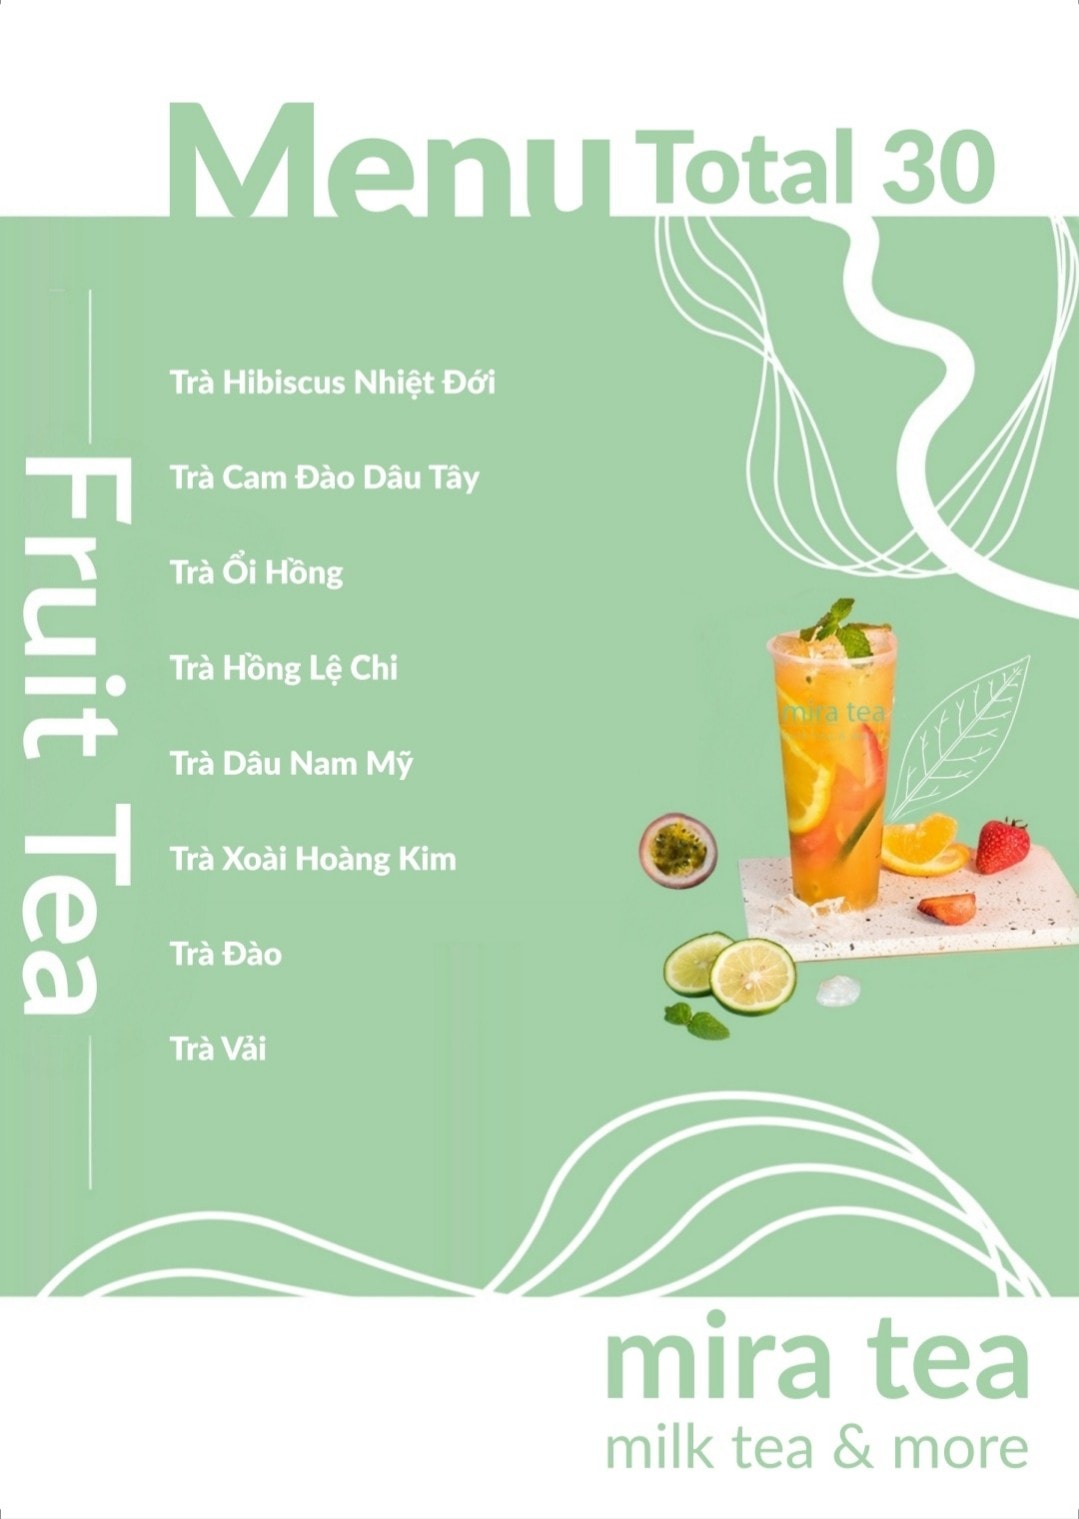 Menu Total 30
Fruit Tea
Trà Hibiscus Nhiệt Đới
Trà Cam Đào Dâu Tây
Trà Ổi Hồng
Trà Hồng Lệ Chi
Trà Dâu Nam Mỹ
Trà Xoài Hoàng Kim
Trà Đào
Trà Vải
mira tea
mira tea
milk tea & more